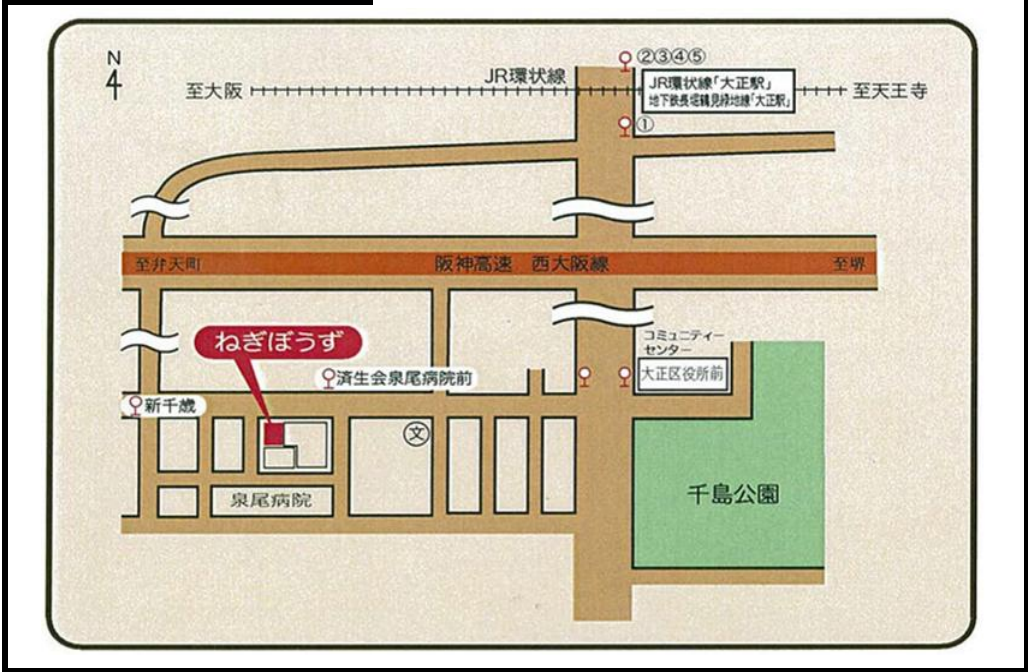 N
②③④⑤
JR環状線
至大阪
JR環状線「大正駅」
地下鉄長堀鶴見緑地線「大正駅」
至天王寺
①
至弁天町
阪神高速 西大阪線
至堺
ねぎぼうず
コミュニティー
センター
大正区役所前
済生会泉尾病院前
新千歳
文
泉尾病院
千島公園